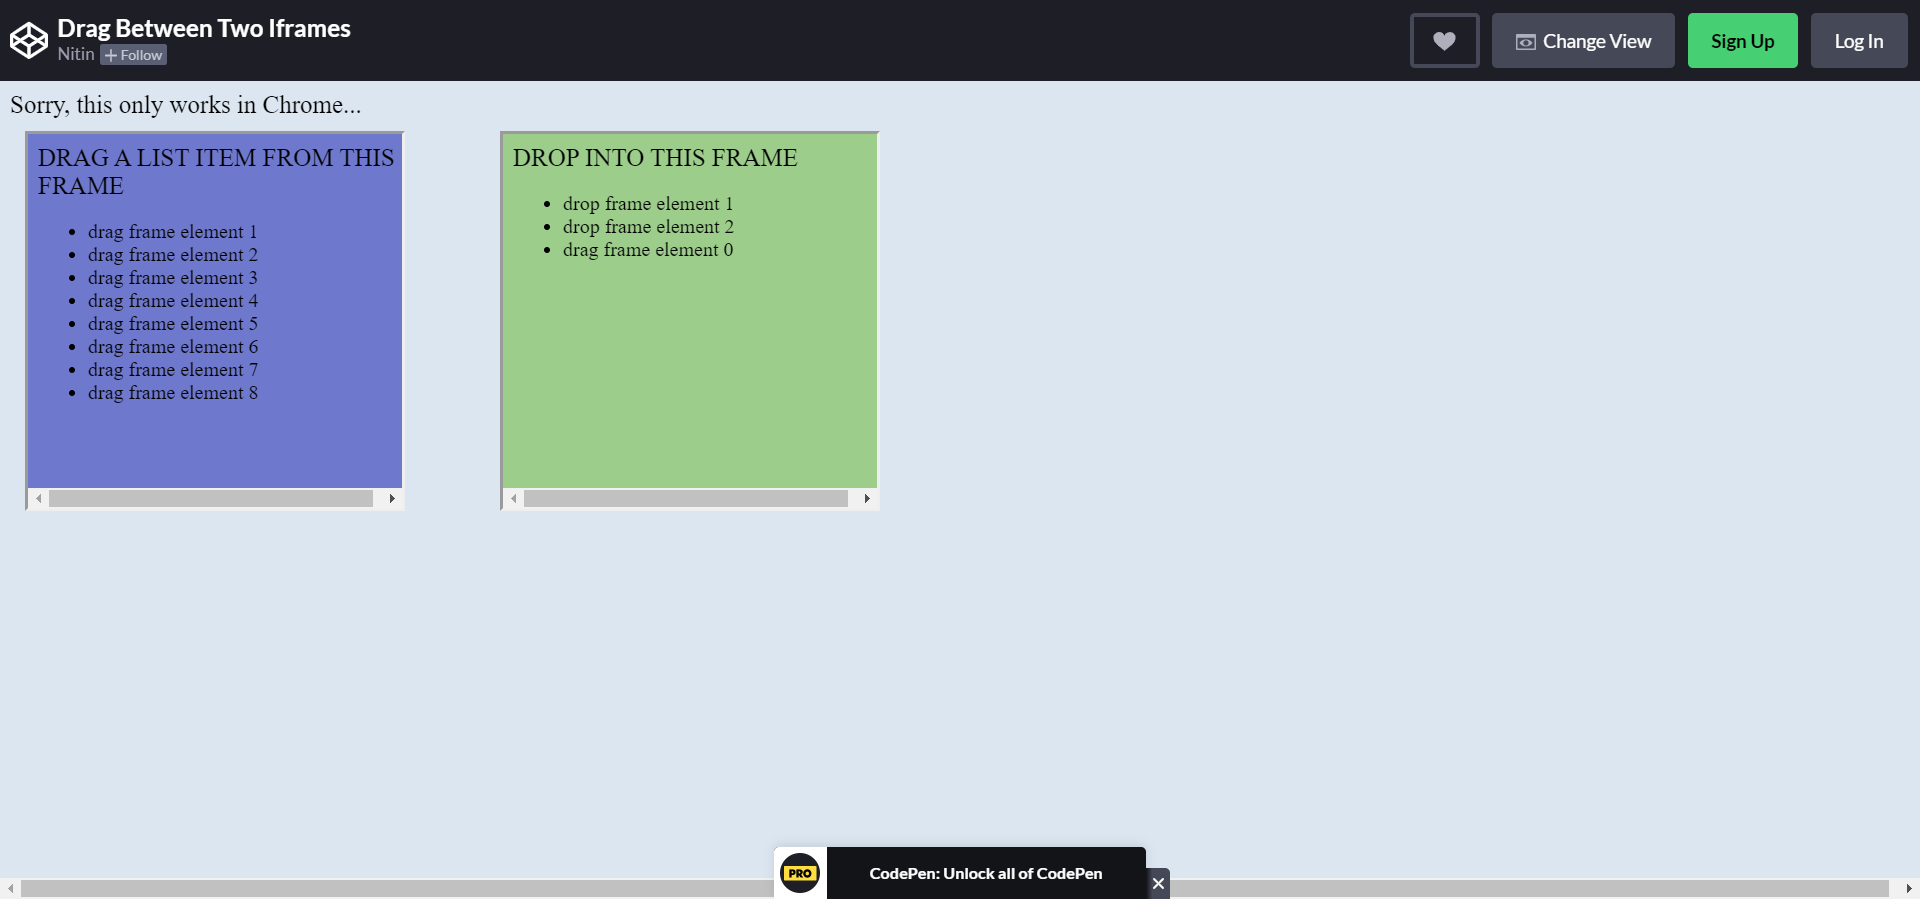 Drag Between Two Iframes
Nitin
Follow
Change View
Sign Up
Log In
Sorry, this only works in Chrome...
DRAG A LIST ITEM FROM THIS
FRAME
drag frame element 1
drag frame element 2
drag frame element 3
drag frame element 4
drag frame element 5
drag frame element 6
drag frame element 7
drag frame element 8
DROP INTO THIS FRAME
drop frame element 1
drop frame element 2
drag frame element 0
PRO
CodePen: Unlock all of CodePen